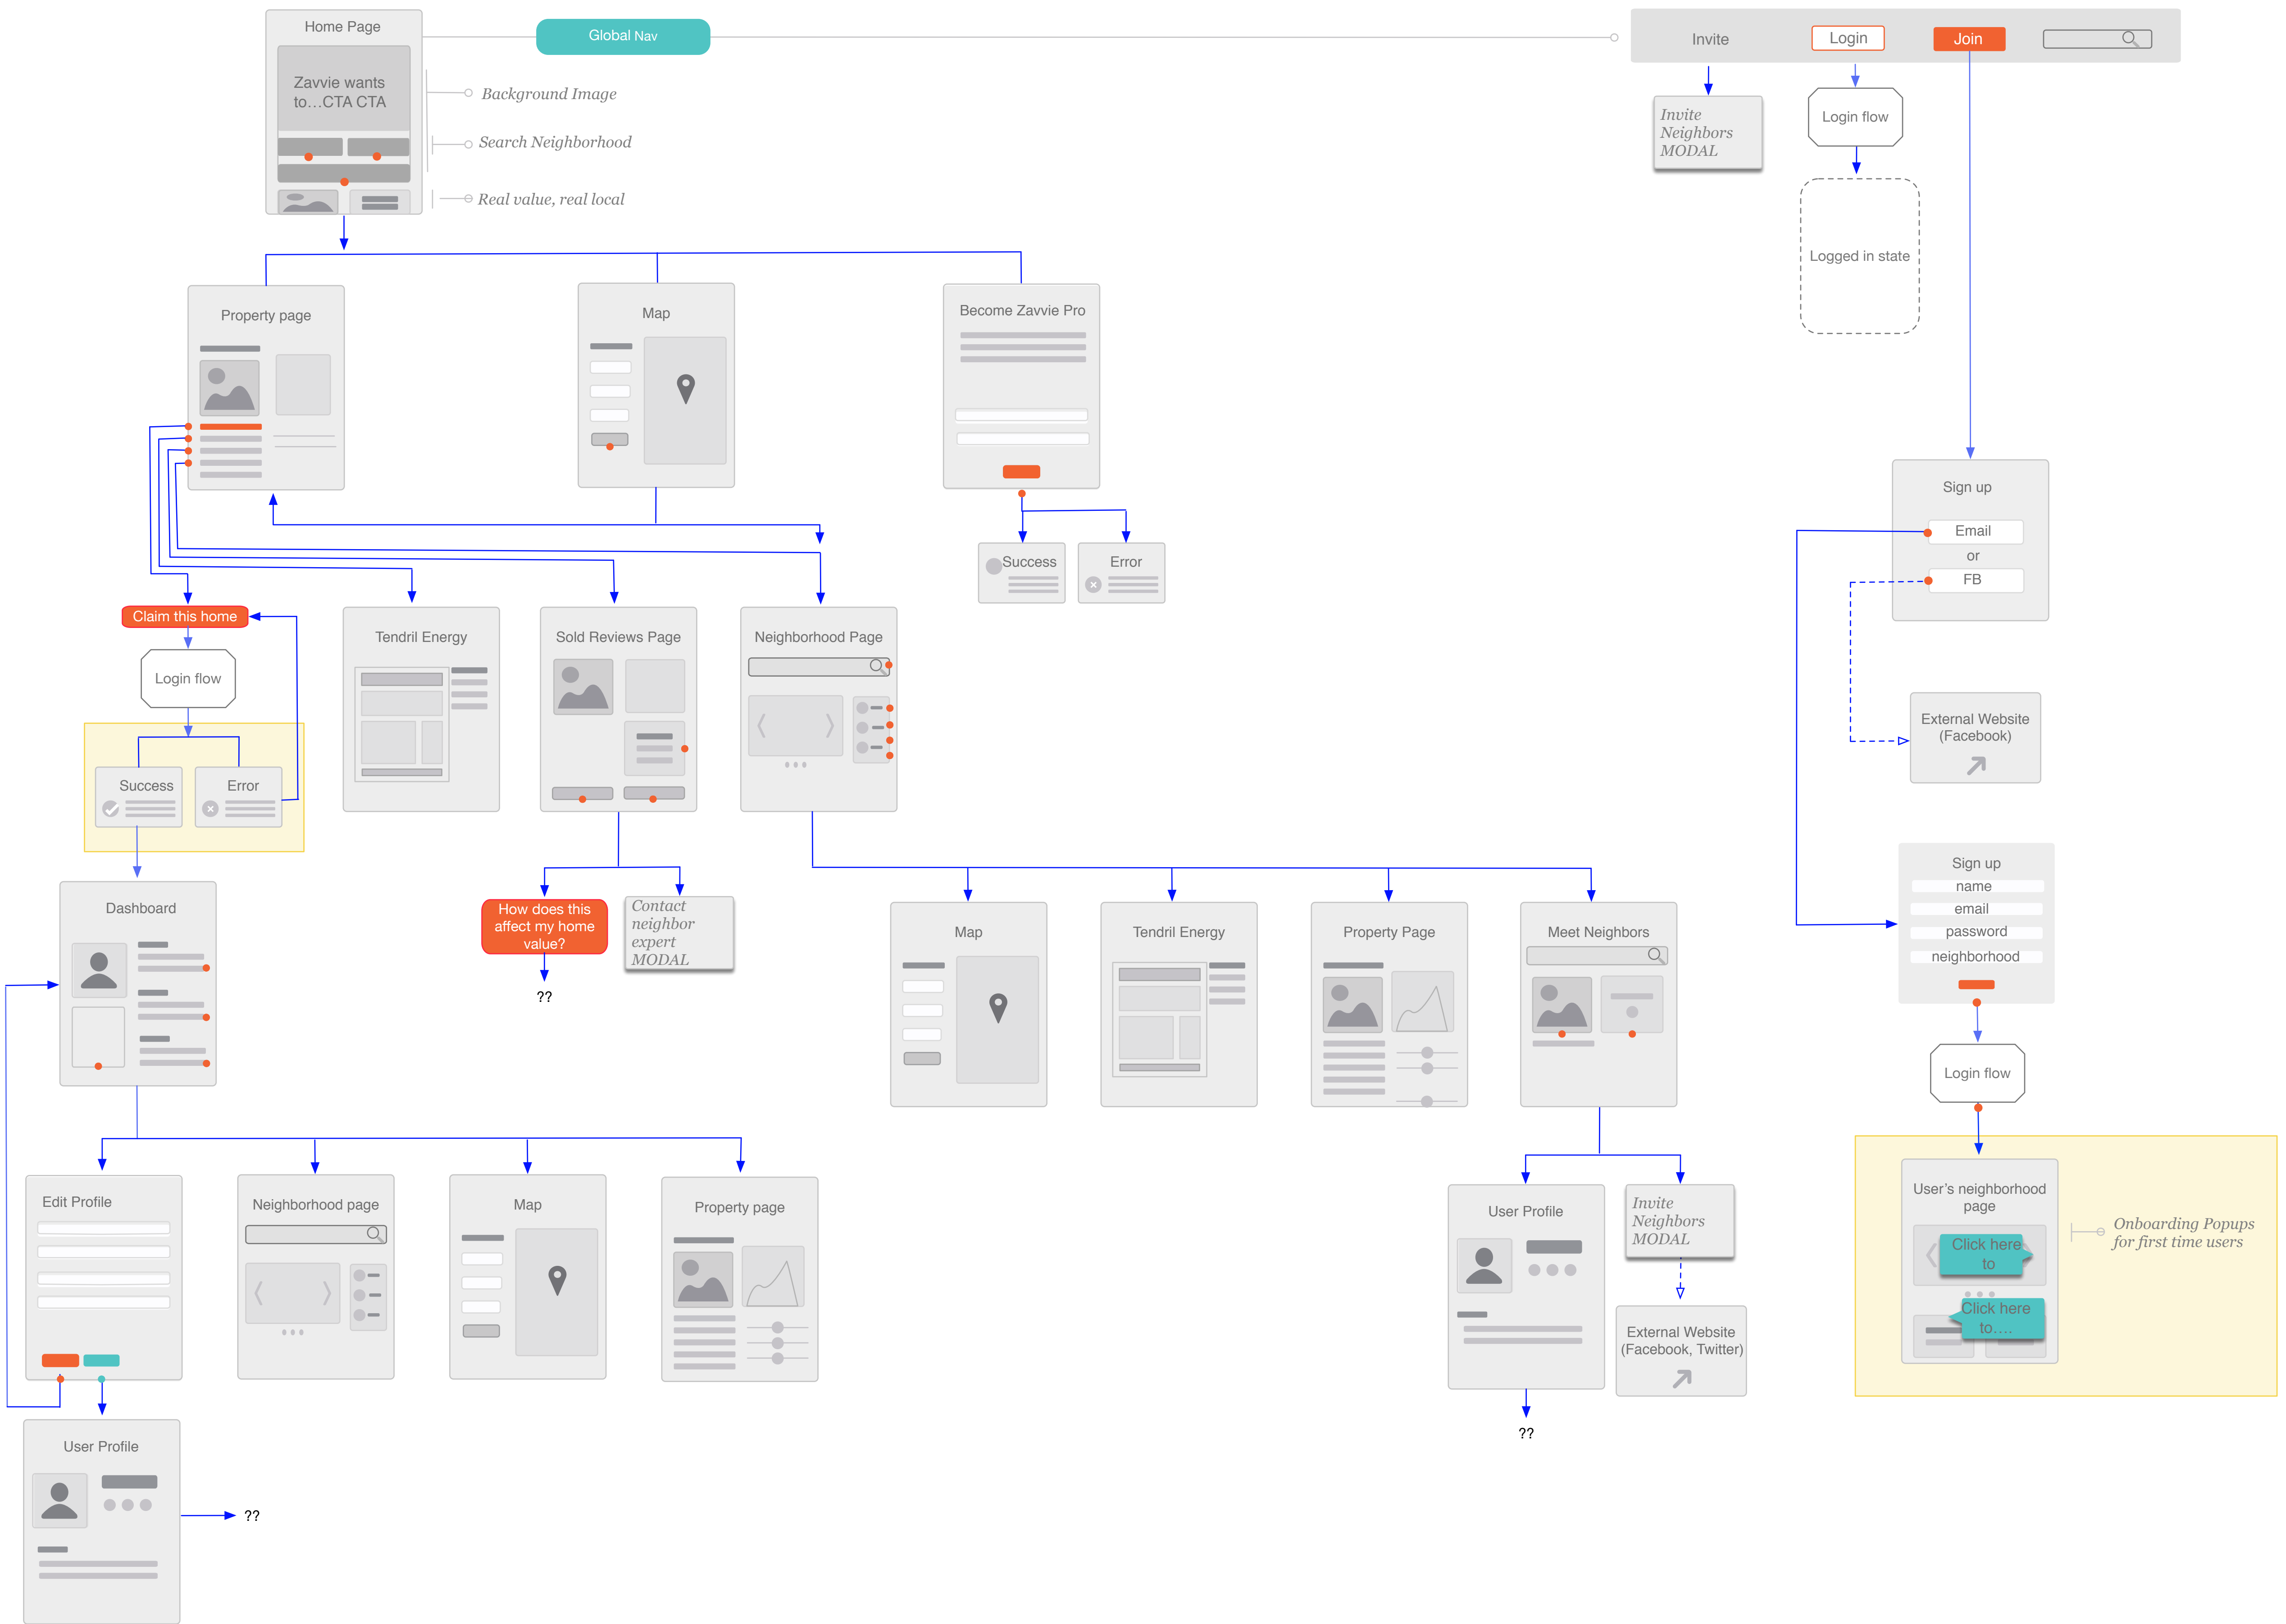 Home Page
Global Nav
Invite
Login
Join
Zavvie wants
to...CTA CTA
Background Image
Search Neighborhood
Real value, real local
Invite
Neighbors
MODAL
Login flow
Logged in state
Property page
Map
Become Zavvie Pro
Success
Error
Sign up
Email
or
FB
Claim this home
Login flow
Success
Error
Tendril Energy
Sold Reviews Page
Neighborhood Page
External Website
(Facebook)
How does this
affect my home
value?
??
Contact
neighbor
expert
MODAL
Sign up
name
email
password
neighborhood
Login flow
Dashboard
Map
Tendril Energy
Property Page
Meet Neighbors
Edit Profile
Neighborhood page
Map
Property page
User Profile
??
Invite
Neighbors
MODAL
External Website
(Facebook, Twitter)
User's neighborhood
page
Click here
to
Click here
to....
Onboarding Popups
for first time users
User Profile
??